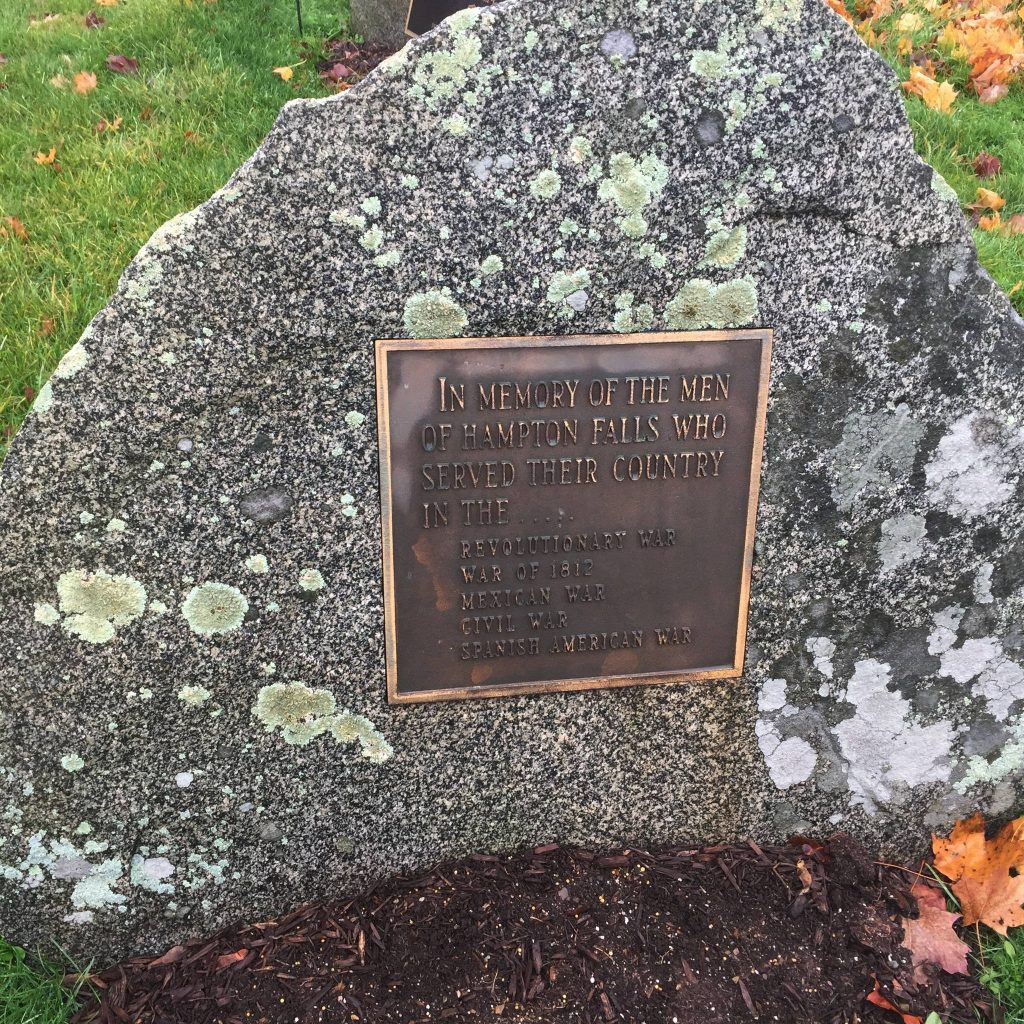 IN MEMORY OF THE MEN
OF HAMPTON FALLS WHO
SERVED THEIR COUNTRY
IN THE .....
REVOLUTIONARY WAR
WAR OF 1812
MEXICAN WAR
CIVIL WAR
SPANISH AMERICAN WAR